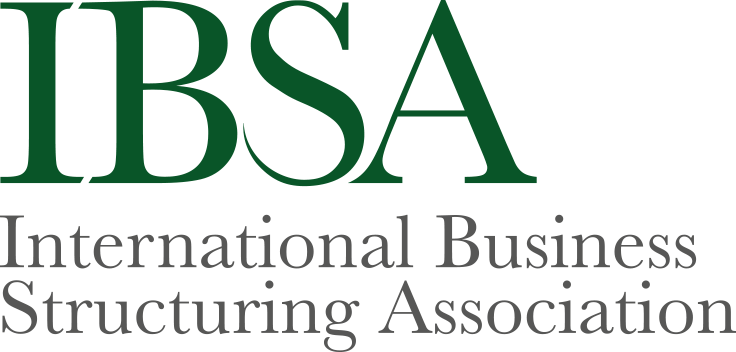 IBSA
International Business
Structuring Association